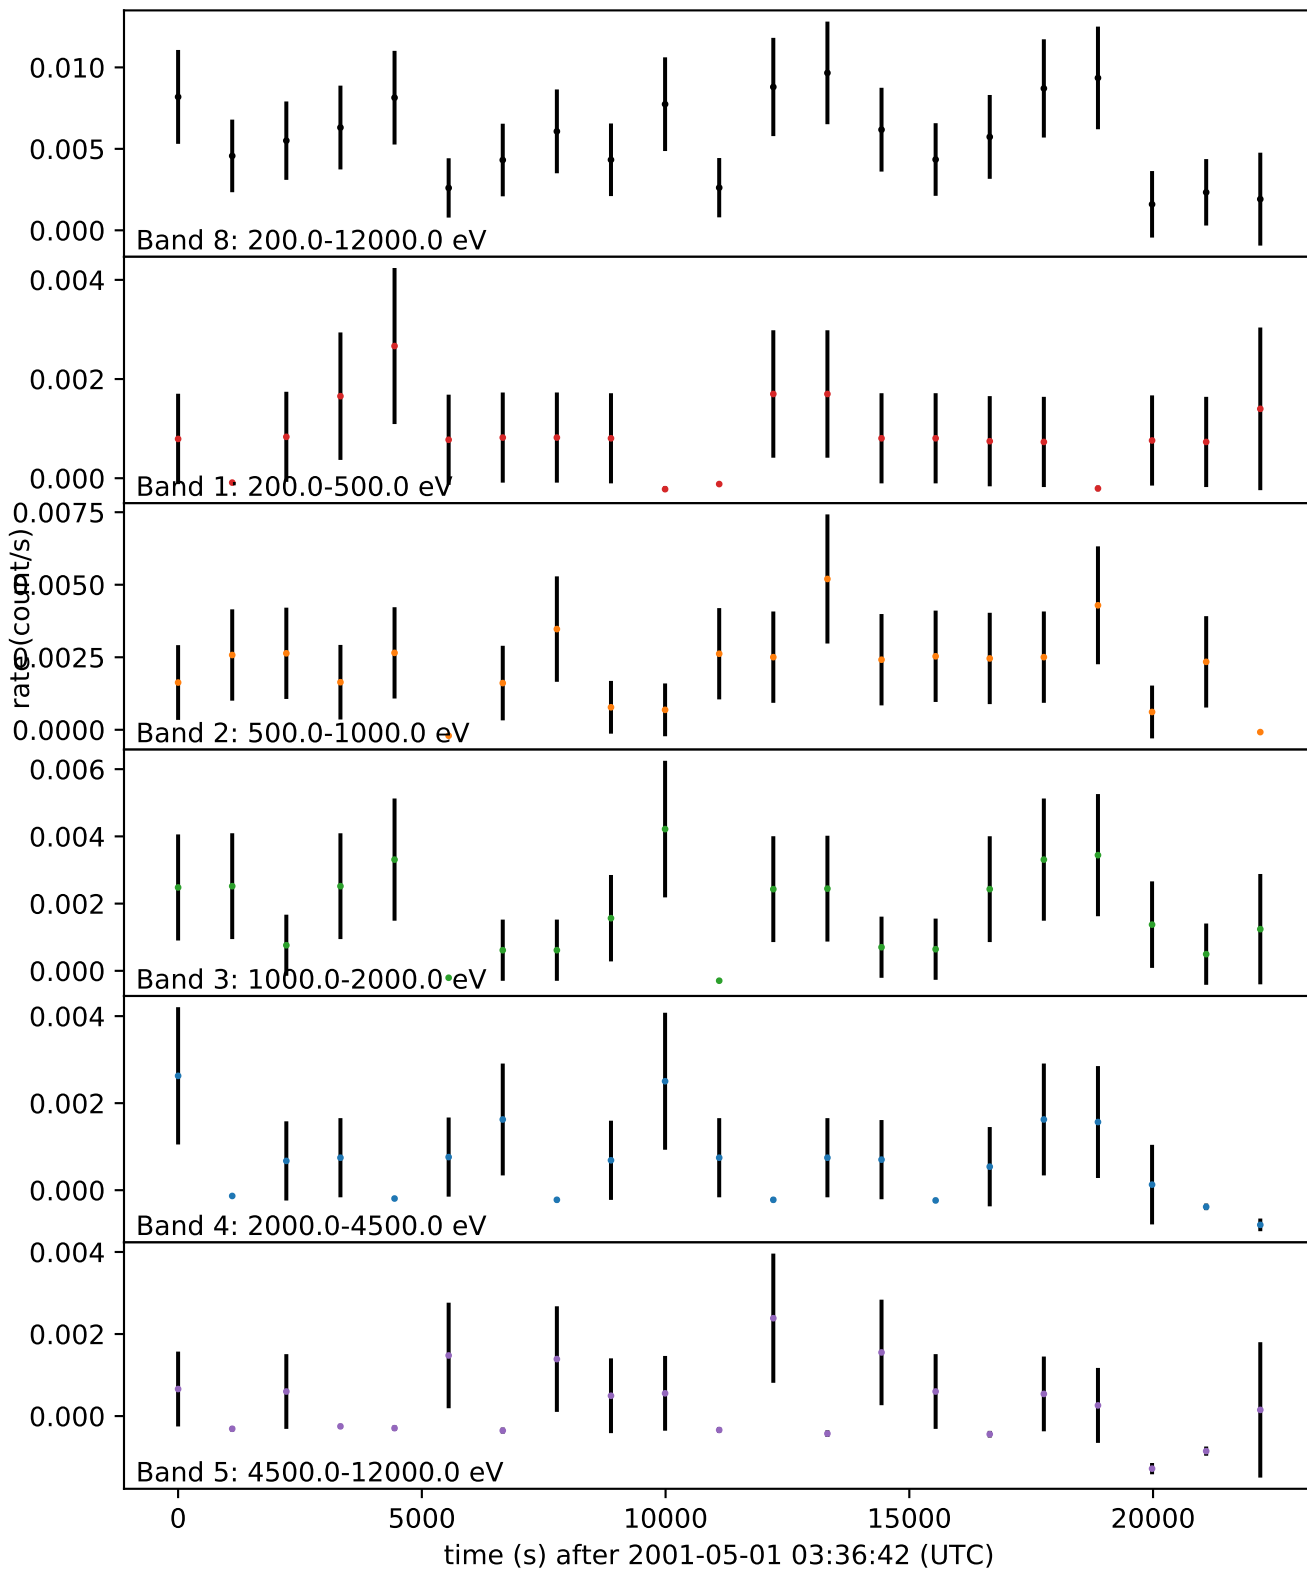 0.010
0.005
0.000
Band 8: 200.0-12000.0 eV
0.004
0.002
0.000
Band 1: 200.0-500.0 eV
rate (count/s)
0.0075
0.0050
0.0025
0.0000
Band 2: 500.0-1000.0 eV
0.006
0.004
0.002
0.000
Band 3: 1000.0-2000.0 eV
0.004
0.002
0.000
Band 4: 2000.0-4500.0 eV
0.004
0.002
0.000
Band 5: 4500.0-12000.0 eV
0 5000 10000 15000 20000
time (s) after 2001-05-01 03:36:42 (UTC)